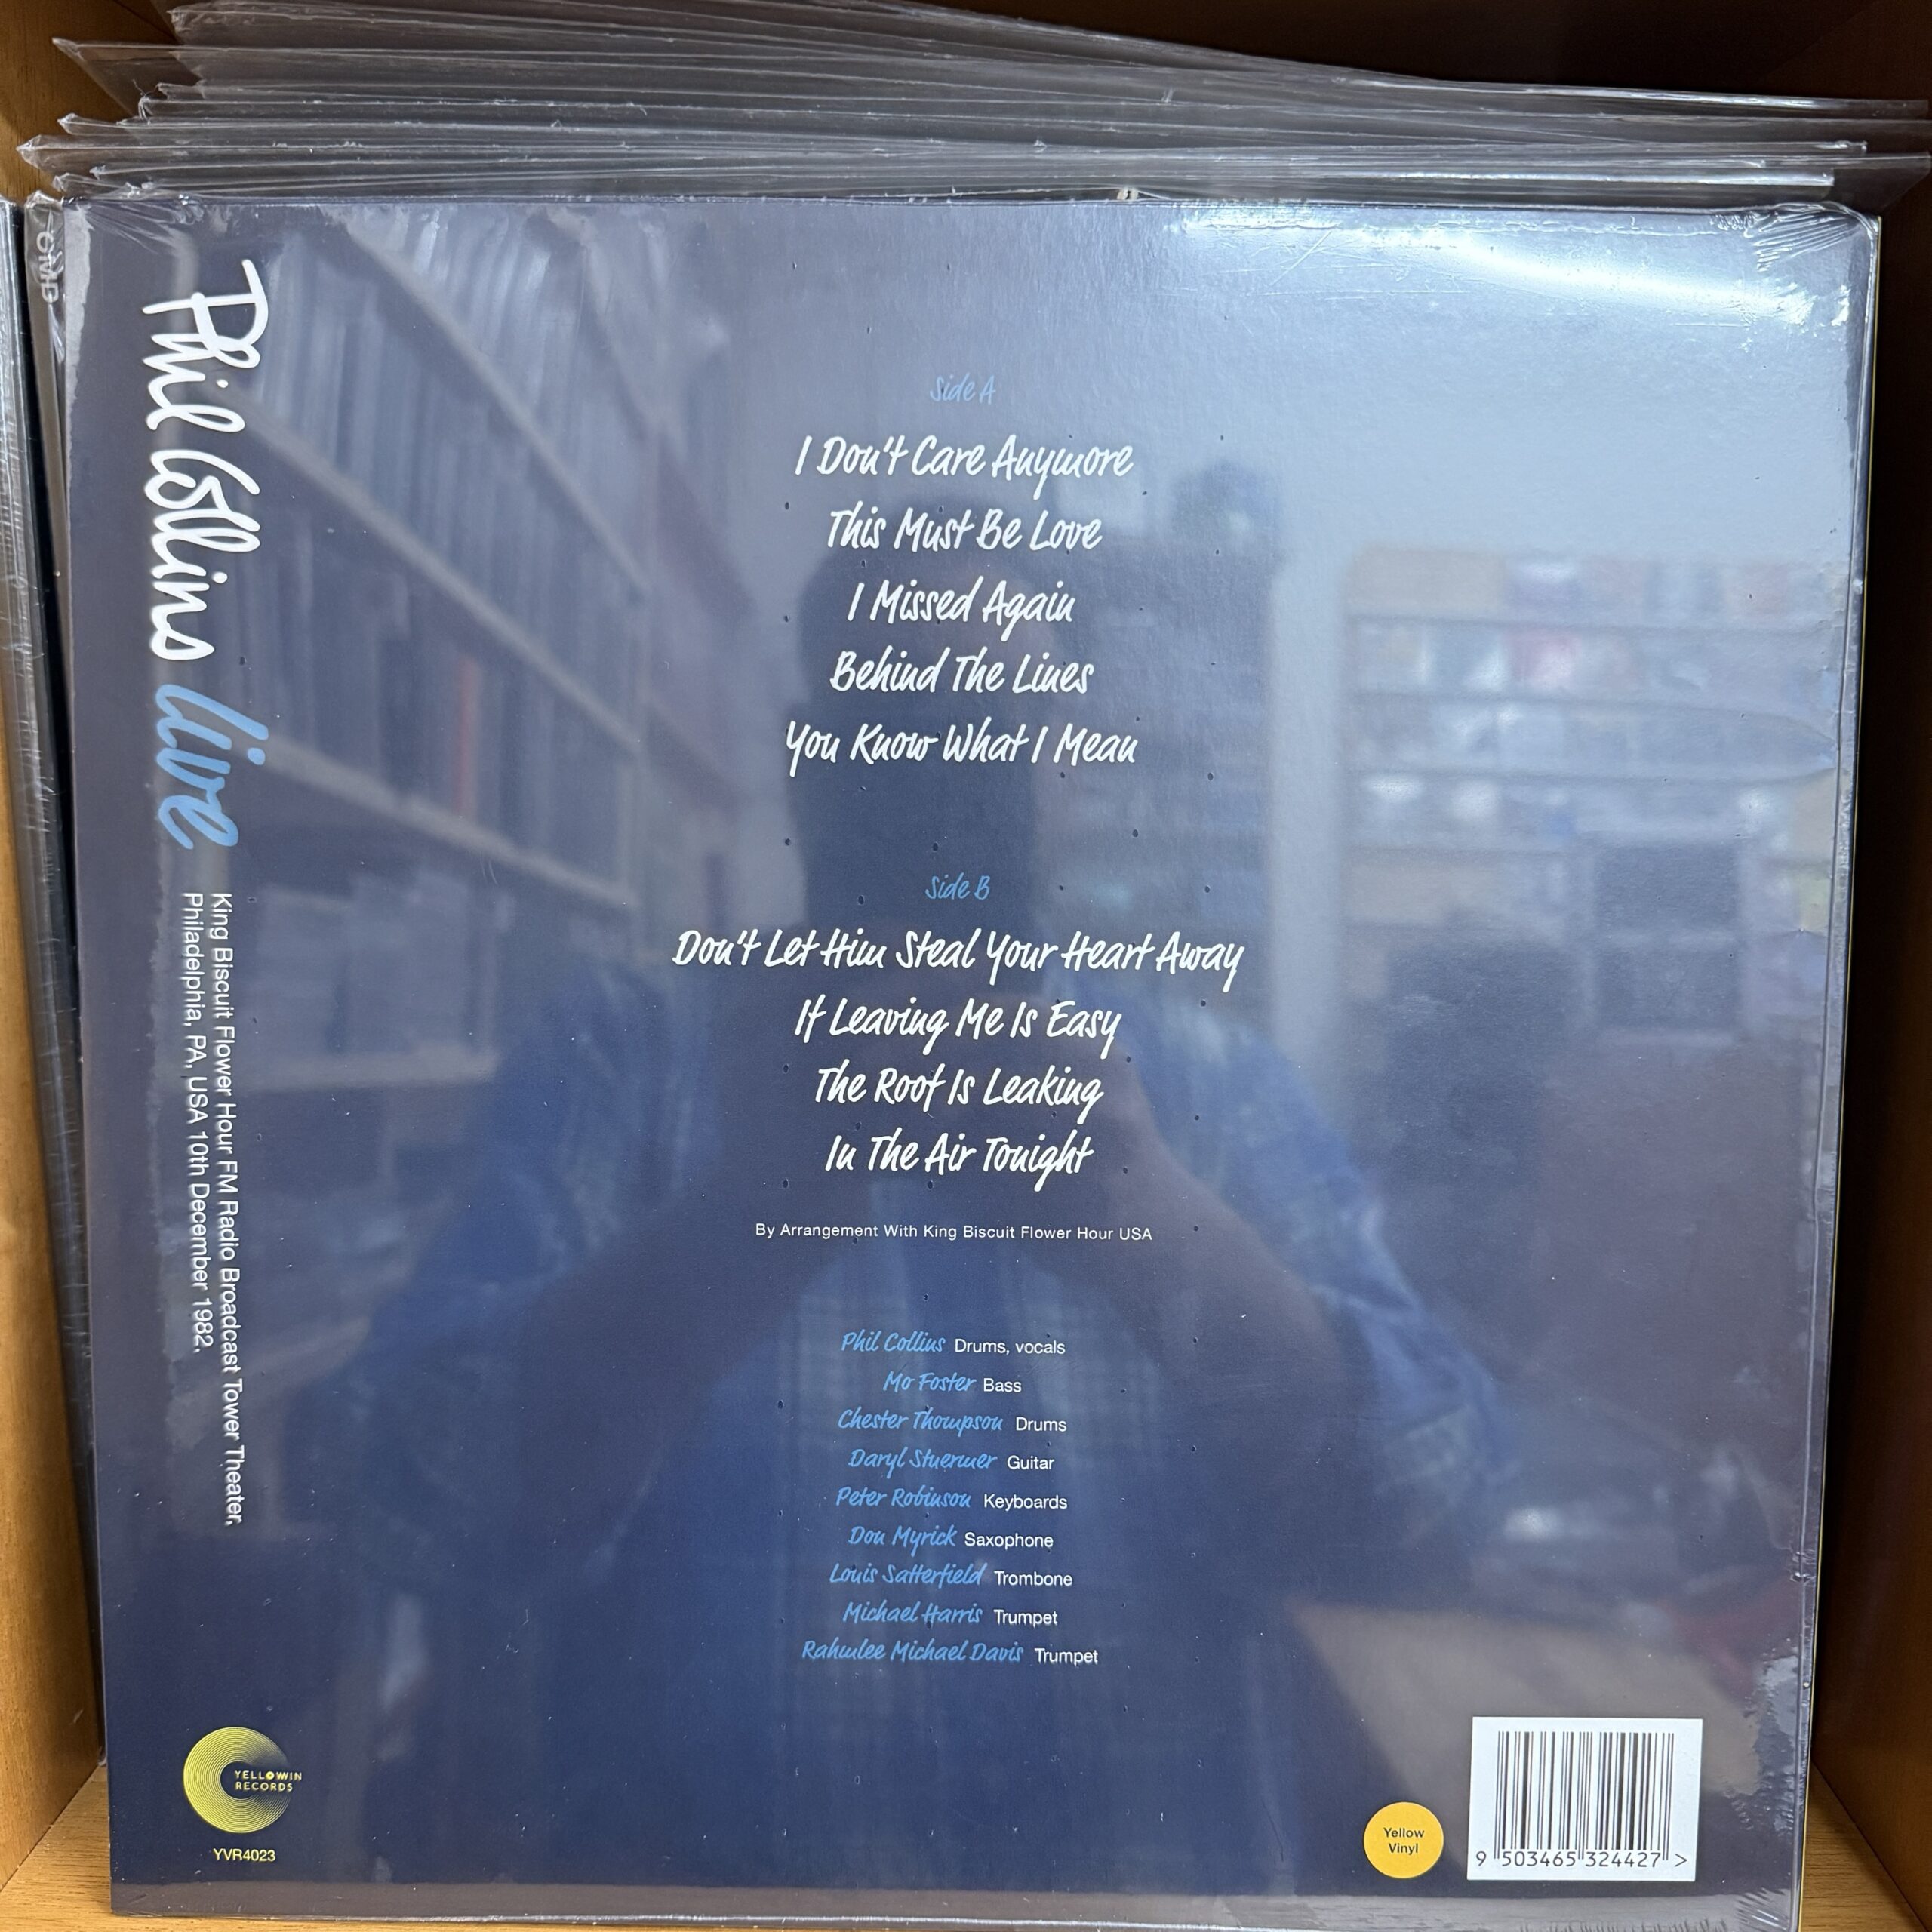 OMD
Phil Collins live
King Biscuit Flower Hour FM Radio Broadcast Tower Theater,
Philadelphia, PA, USA 10th December 1982.
Side A
I Don't Care Anymore
This Must Be Love
I Missed Again
Behind The Lines
You Know What I Mean
Side B
Don't Let Him Steal Your Heart Away
If Leaving Me Is Easy
The Roof Is Leaking
In The Air Tonight
By Arrangement With King Biscuit Flower Hour USA
Phil Collins Drums, vocals
Mo Foster Bass
Chester Thompson Drums
Daryl Stuermer Guitar
Peter Robinson Keyboards
Don Myrick Saxophone
Louis Satterfield Trombone
Michael Harris Trumpet
Rahmlee Michael Davis Trumpet
YELLOWWIN
RECORDS
YVR4023
Yellow
Vinyl
9 503465 324427 >